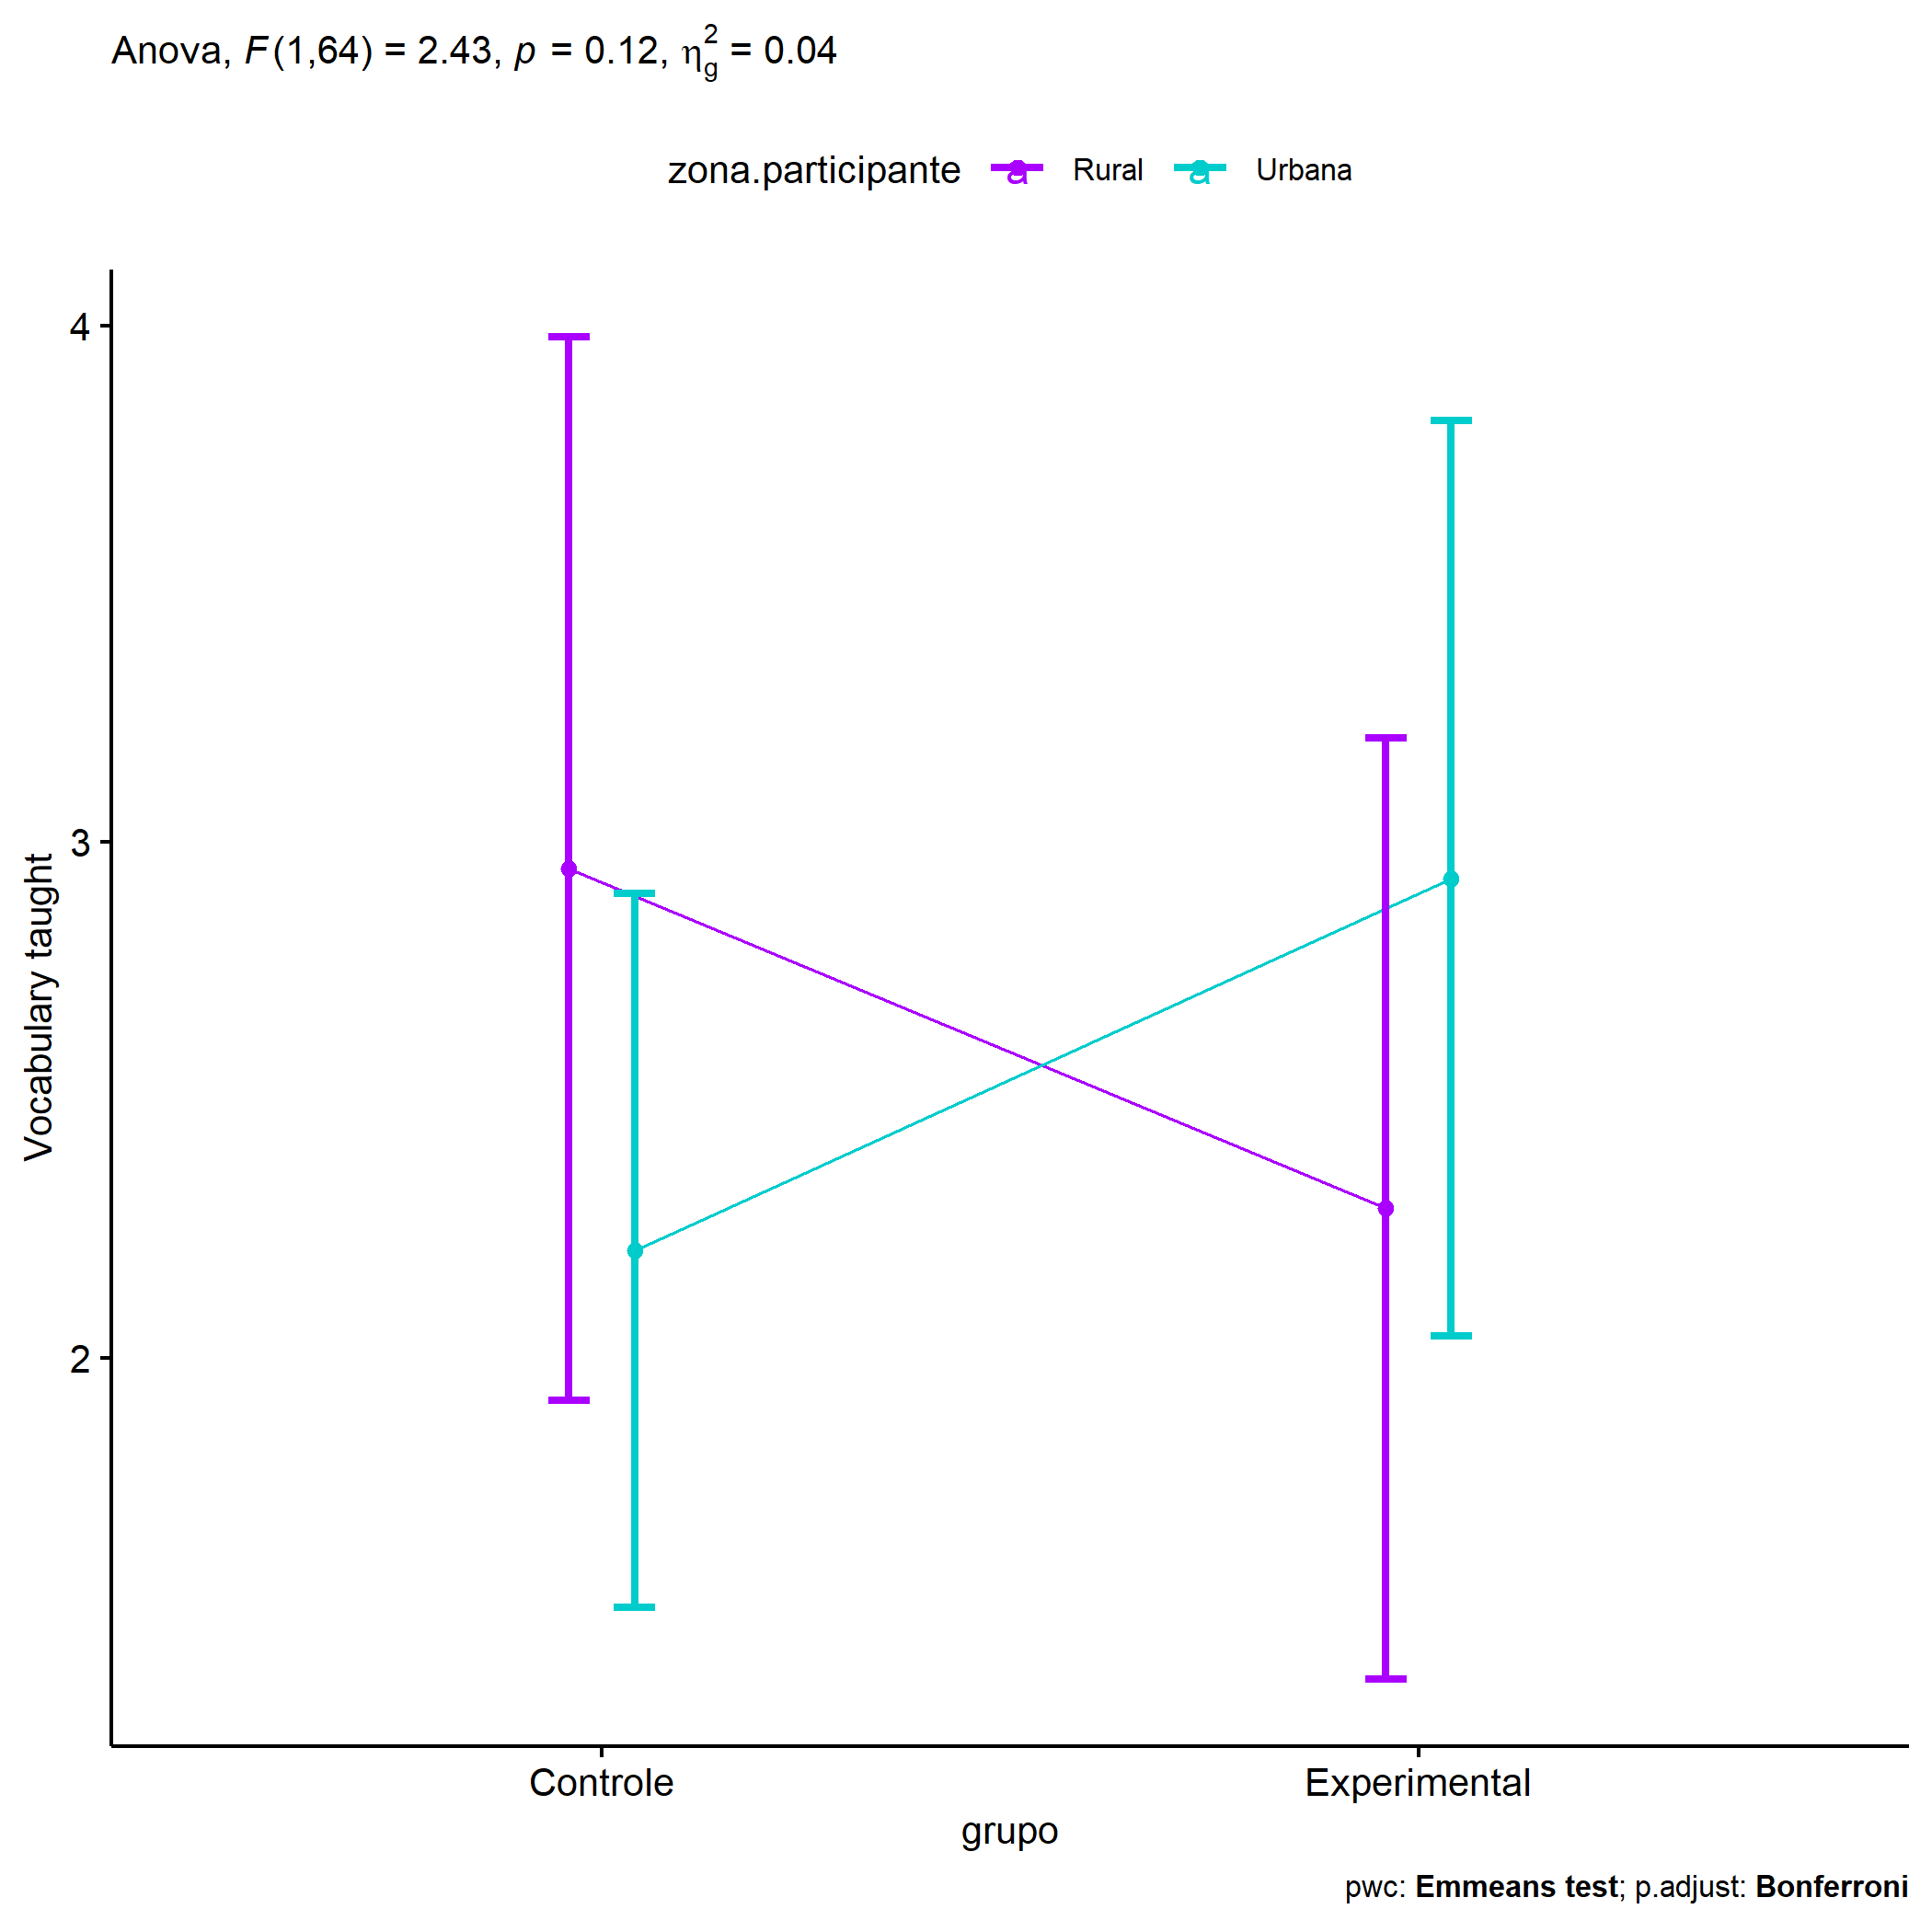 Anova, F(1,64) = 2.43, p = 0.12, η²g = 0.04
zona.participante a Rural a Urbana
4
3
2
Vocabulary taught
Controle Experimental
grupo
pwc: Emmeans test; p.adjust: Bonferroni